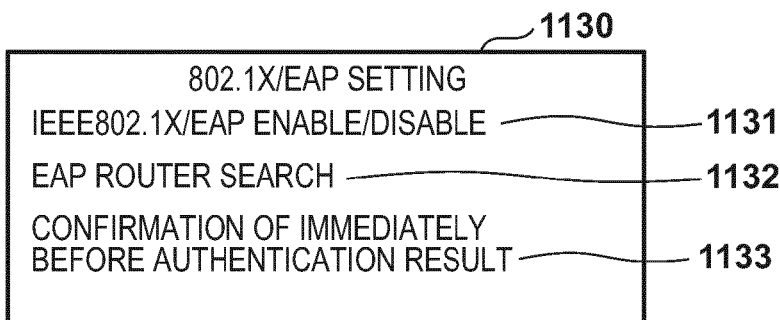 1130
802.1X/EAP SETTING
IEEE802.1X/EAP ENABLE/DISABLE 1131
EAP ROUTER SEARCH 1132
CONFIRMATION OF IMMEDIATELY
BEFORE AUTHENTICATION RESULT 1133